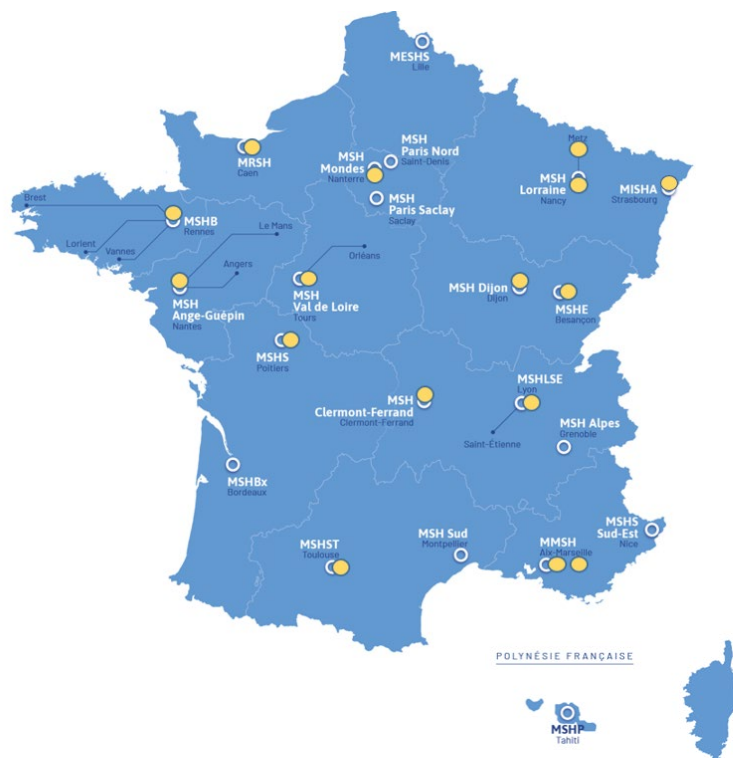 MESHS
Lille
MRSH
Caen
MSH
Paris Nord
Saint-Denis
MSH
Mondes
Nanterre
MSH
Paris Saclay
Saclay
Metz
MSH
Lorraine
Nancy
MISHA
Strasbourg
Brest
MSHB
Rennes
Lorient
Vannes
Le Mans
Angers
MSH
Ange-Guépin
Nantes
Orléans
MSH
Val de Loire
Tours
MSH Dijon
Dijon
MSHE
Besançon
MSHS
Poitiers
MSH
Clermont-Ferrand
Clermont-Ferrand
MSHLSE
Lyon
Saint-Étienne
MSH Alpes
Grenoble
MSHBx
Bordeaux
MSHST
Toulouse
MSH Sud
Montpellier
MMSH
Aix-Marseille
MSHS
Sud-Est
Nice
POLYNÉSIE FRANÇAISE
MSHP
Tahiti